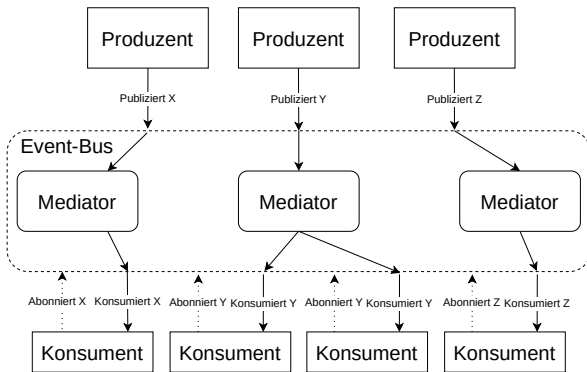 Produzent
Produzent
Produzent
Publiziert X
Publiziert Y
Publiziert Z
Event-Bus
Mediator
Mediator
Mediator
Abonniert X
Konsumiert X
Abonniert Y
Konsumiert Y
Abonniert Y
Konsumiert Y
Abonniert Z
Konsumiert Z
Konsument
Konsument
Konsument
Konsument